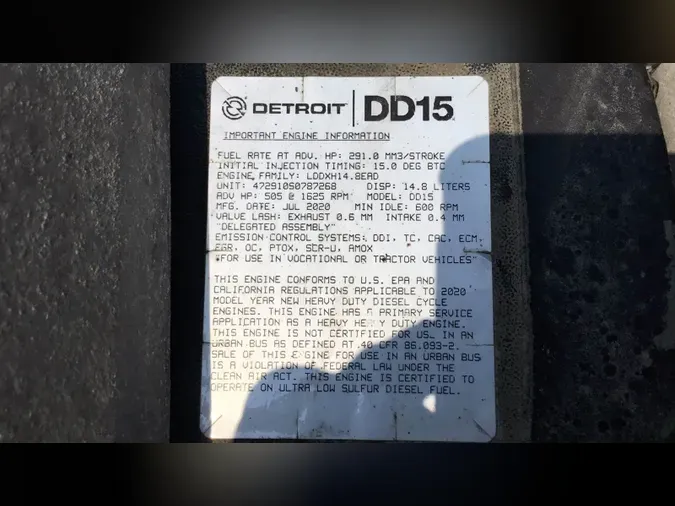 DETROIT DD15
IMPORTANT ENGINE INFORMATION
FUEL RATE AT ADV. HP: 291.0 MM3/STROKE
INITIAL INJECTION TIMING: 15.0 DEG BTC
ENGINE FAMILY: LDDXH14.8EAD
UNIT: 472910S0787268 DISP: 14.8 LITERS
ADV HP: 505 @ 1625 RPM MODEL: DD15
MFG. DATE: JUL 2020 MIN IDLE: 600 RPM
VALVE LASH: EXHAUST 0.6 MM INTAKE 0.4 MM
"DELEGATED ASSEMBLY"
EMISSION CONTROL SYSTEMS: DDI, TC, CAC, ECM,
EGR, OC, PTOX, SCR-U, AMOX
"FOR USE IN VOCATIONAL OR TRACTOR VEHICLES"
THIS ENGINE CONFORMS TO U.S. EPA AND
CALIFORNIA REGULATIONS APPLICABLE TO 2020
MODEL YEAR NEW HEAVY DUTY DIESEL CYCLE
ENGINES. THIS ENGINE HAS A PRIMARY SERVICE
APPLICATION AS A HEAVY HEAVY DUTY ENGINE.
THIS ENGINE IS NOT CERTIFIED FOR USE IN AN
URBAN BUS AS DEFINED AT 40 CFR 86.093-2.
SALE OF THIS ENGINE FOR USE IN AN URBAN BUS
IS A VIOLATION OF FEDERAL LAW UNDER THE
CLEAN AIR ACT. THIS ENGINE IS CERTIFIED TO
OPERATE ON ULTRA LOW SULFUR DIESEL FUEL.